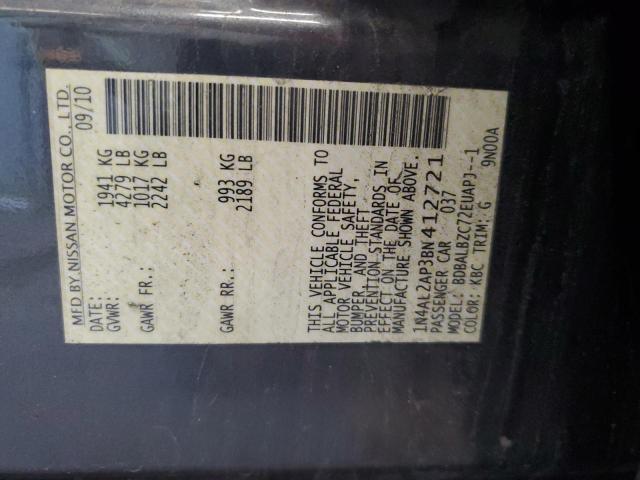 MFD BY NISSAN MOTOR CO., LTD.
DATE: 09/10
GVWR: 1941 KG
4279 LB
GAWR FR.: 1017 KG
2242 LB
GAWR RR.: 993 KG
2189 LB
THIS VEHICLE CONFORMS TO
ALL APPLICABLE FEDERAL
MOTOR VEHICLE SAFETY,
BUMPER, AND THEFT
PREVENTION STANDARDS IN
EFFECT ON THE DATE OF
MANUFACTURE SHOWN ABOVE.
1N4AL2AP3BN412721
PASSENGER CAR 037
MODEL: BDBALBZC72EUAPJ--1
COLOR: KBC TRIM: G 9N00A